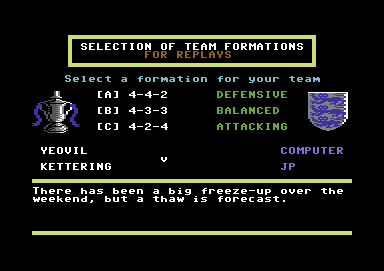 SELECTION OF TEAM FORMATIONS
FOR REPLAYS
Select a formation for your team
[A] 4-4-2 DEFENSIVE
[B] 4-3-3 BALANCED
[C] 4-2-4 ATTACKING
YEOVIL COMPUTER
v
KETTERING JP
There has been a big freeze-up over the
weekend, but a thaw is forecast.